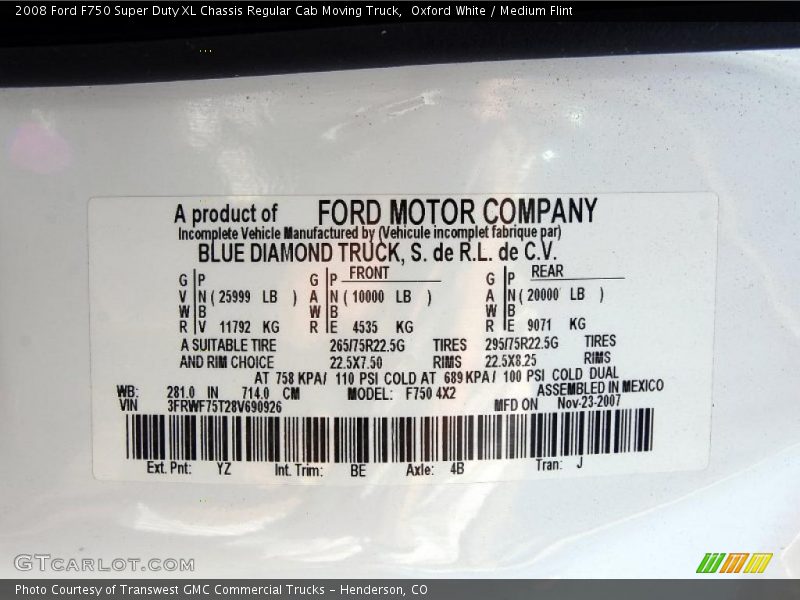 2008 Ford F750 Super Duty XL Chassis Regular Cab Moving Truck,  Oxford White / Medium Flint
A product of FORD MOTOR COMPANY
Incomplete Vehicle Manufactured by (Vehicule incomplet fabrique par)
BLUE DIAMOND TRUCK, S. de R.L. de C.V.
FRONT REAR
G P G P G P
V N ( 25999 LB ) A N ( 10000 LB ) A N ( 20000 LB )
W B W B W B
R V 11792 KG R E 4535 KG R E 9071 KG
A SUITABLE TIRE 265/75R22.5G TIRES 295/75R22.5G TIRES
AND RIM CHOICE 22.5X7.50 RIMS 22.5X8.25 RIMS
AT 758 KPA/ 110 PSI COLD AT 689 KPA/ 100 PSI COLD DUAL
WB: 281.0 IN 714.0 CM MODEL: F750 4X2 ASSEMBLED IN MEXICO
VIN 3FRWF75T28V690926 MFD ON Nov-23-2007
Ext. Pnt: YZ Int. Trim: BE Axle: 4B Tran: J
GTCARLOT.COM
Photo Courtesy of Transwest GMC Commercial Trucks - Henderson, CO